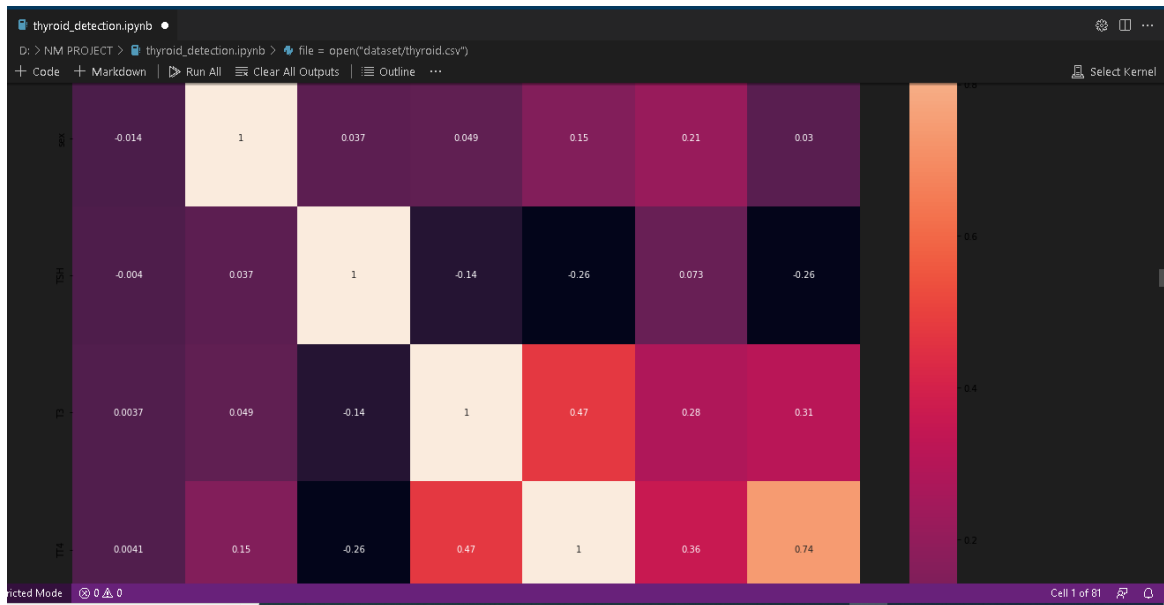 thyroid_detection.ipynb ●
D: > NM PROJECT > thyroid_detection.ipynb > file = open("dataset/thyroid.csv")
+ Code + Markdown | Run All Clear All Outputs | Outline ··· Select Kernel
0.8
sex -0.014 1 0.037 0.049 0.15 0.21 0.03
0.6
TSH -0.004 0.037 1 -0.14 -0.26 0.073 -0.26
0.4
T3 0.0037 0.049 -0.14 1 0.47 0.28 0.31
0.2
TT4 0.0041 0.15 -0.26 0.47 1 0.36 0.74
ricted Mode 0 0 Cell 1 of 81